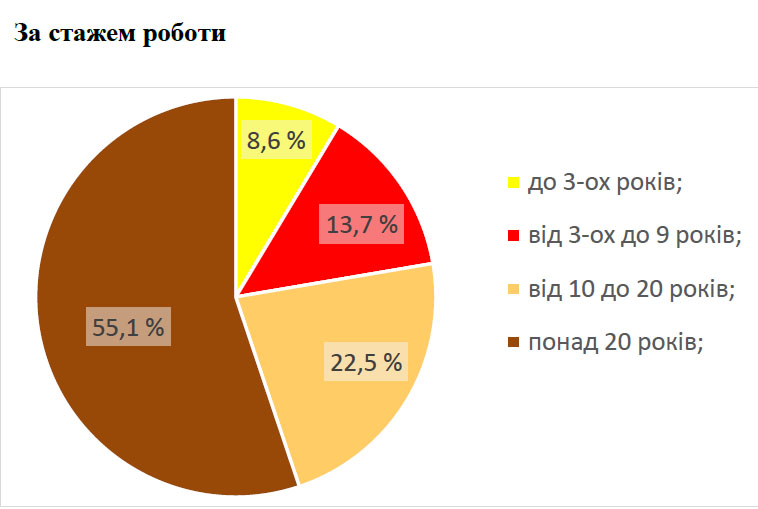 За стажем роботи
8,6 %
13,7 %
22,5 %
55,1 %
до 3-ох років;
від 3-ох до 9 років;
від 10 до 20 років;
понад 20 років;